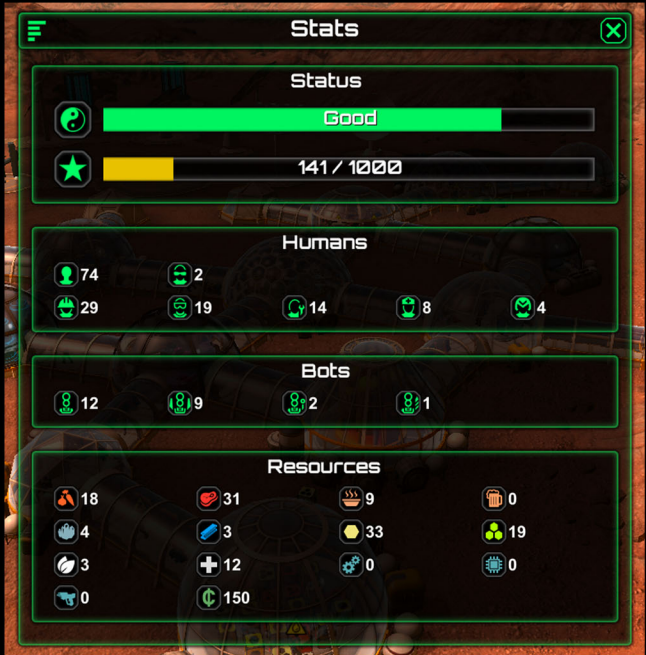 Stats
Status
Good
141 / 1000
Humans
74 2
29 19 14 8 4
Bots
12 9 2 1
Resources
18 31 9 0
4 3 33 19
3 12 0 0
0 150